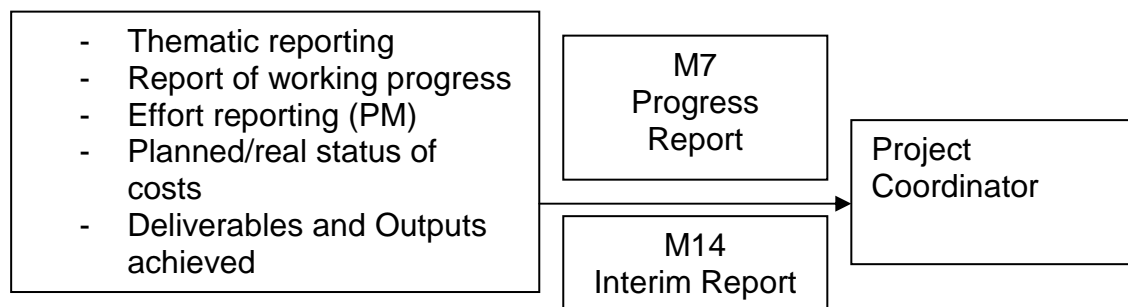 - Thematic reporting
- Report of working progress
- Effort reporting (PM)
- Planned/real status of
costs
- Deliverables and Outputs
achieved
M7
Progress
Report
M14
Interim Report
Project
Coordinator